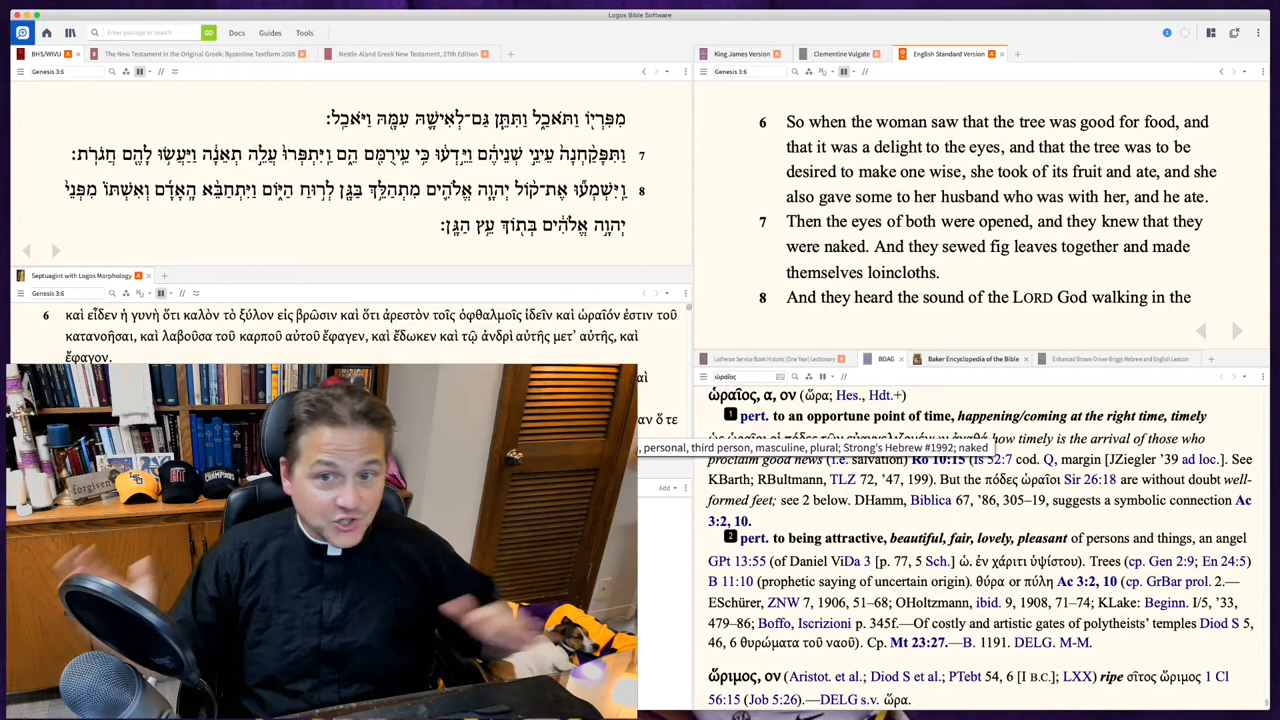 Logos Bible Software
Enter passage or search
GO
Docs
Guides
Tools
BHS/WIVU A
The New Testament in the Original Greek: Byzantine Textform 2005 A
Nestle-Aland Greek New Testament, 27th Edition A
Genesis 3:6
מִפִּרְי֖וֹ וַתֹּאכַ֑ל וַתִּתֵּ֧ן גַּם־לְאִישָׁ֛הּ עִמָּ֖הּ וַיֹּאכַֽל׃
7 וַתִּפָּקַ֙חְנָה֙ עֵינֵ֣י שְׁנֵיהֶ֔ם וַיֵּ֣דְע֔וּ כִּ֥י עֵֽירֻמִּ֖ם הֵ֑ם וַֽיִּתְפְּרוּ֙ עֲלֵ֣ה תְאֵנָ֔ה וַיַּעֲשׂ֥וּ לָהֶ֖ם חֲגֹרֹֽת׃
8 וַֽיִּשְׁמְע֞וּ אֶת־ק֨וֹל יְהוָ֧ה אֱלֹהִ֛ים מִתְהַלֵּ֥ךְ בַּגָּ֖ן לְר֣וּחַ הַיּ֑וֹם וַיִּתְחַבֵּ֨א הָֽאָדָ֜ם וְאִשְׁתּ֗וֹ מִפְּנֵי֙
יְהוָ֣ה אֱלֹהִ֔ים בְּת֖וֹךְ עֵ֥ץ הַגָּֽן׃
Septuagint with Logos Morphology A
Genesis 3:6
6 καὶ εἶδεν ἡ γυνὴ ὅτι καλὸν τὸ ξύλον εἰς βρῶσιν καὶ ὅτι ἀρεστὸν τοῖς ὀφθαλμοῖς ἰδεῖν καὶ ὡραῖόν ἐστιν τοῦ
κατανοῆσαι, καὶ λαβοῦσα τοῦ καρποῦ αὐτοῦ ἔφαγεν, καὶ ἔδωκεν καὶ τῷ ἀνδρὶ αὐτῆς μετ᾽ αὐτῆς, καὶ
ἔφαγον.
ὅ τε
Add
King James Version A
Clementine Vulgate A
English Standard Version A
Genesis 3:6
6 So when the woman saw that the tree was good for food, and
that it was a delight to the eyes, and that the tree was to be
desired to make one wise, she took of its fruit and ate, and she
also gave some to her husband who was with her, and he ate.
7 Then the eyes of both were opened, and they knew that they
were naked. And they sewed fig leaves together and made
themselves loincloths.
8 And they heard the sound of the LORD God walking in the
Lutheran Service Book Historic (One Year) Lectionary A
BDAG
Baker Encyclopedia of the Bible
Enhanced Brown-Driver-Briggs Hebrew and English Lexicon
ὡραῖος
ὡραῖος, α, ον (ὥρα; Hes., Hdt.+)
1 pert. to an opportune point of time, happening/coming at the right time, timely
how timely is the arrival of those who
, personal, third person, masculine, plural; Strong's Hebrew #1992; naked
proclaim good news (i.e. salvation) Ro 10:15 (Is 52:7 cod. Q, margin [JZiegler '39 ad loc.]. See
KBarth; RBultmann, TLZ 72, '47, 199). But the πόδες ὡραῖοι Sir 26:18 are without doubt well-
formed feet; see 2 below. DHamm, Biblica 67, '86, 305–19, suggests a symbolic connection Ac
3:2, 10.
2 pert. to being attractive, beautiful, fair, lovely, pleasant of persons and things, an angel
GPt 13:55 (of Daniel ViDa 3 [p. 77, 5 Sch.] ὡ. ἐν χάριτι ὑψίστου). Trees (cp. Gen 2:9; En 24:5)
B 11:10 (prophetic saying of uncertain origin). θύρα or πύλη Ac 3:2, 10 (cp. GrBar prol. 2.—
ESchürer, ZNW 7, 1906, 51–68; OHoltzmann, ibid. 9, 1908, 71–74; KLake: Beginn. I/5, '33,
479–86; Boffo, Iscrizioni p. 345f.—Of costly and artistic gates of polytheists' temples Diod S 5,
46, 6 θυρώματα τοῦ ναοῦ). Cp. Mt 23:27.—B. 1191. DELG. M-M.
ὥριμος, ον (Aristot. et al.; Diod S et al.; PTebt 54, 6 [I B.C.]; LXX) ripe σῖτος ὥριμος 1 Cl
56:15 (Job 5:26).—DELG s.v. ὥρα.
Forgiven
CHAMPIONS